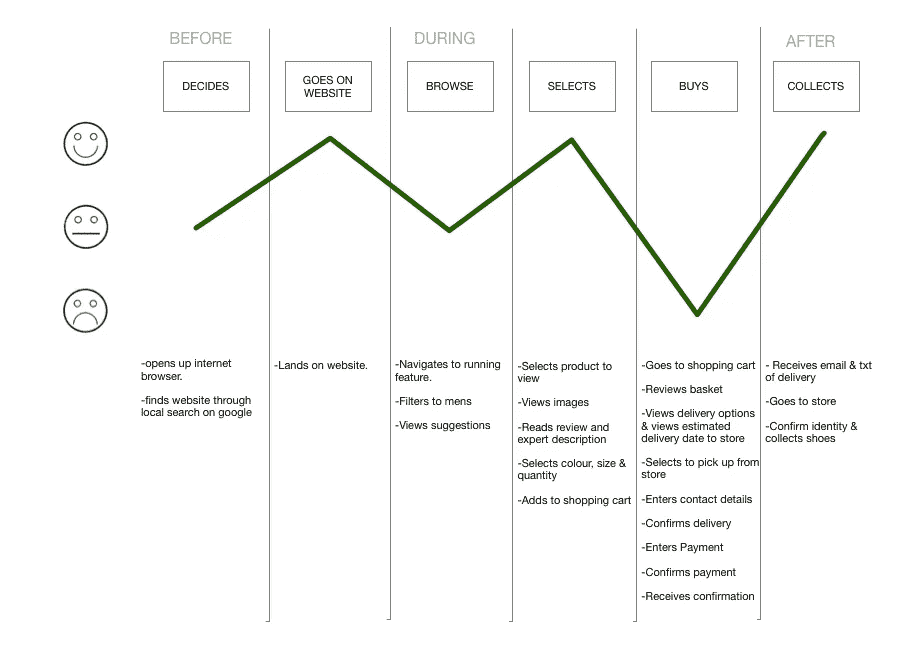 BEFORE
DURING
AFTER
DECIDES
GOES ON
WEBSITE
BROWSE
SELECTS
BUYS
COLLECTS
-opens up internet
browser.
-finds website through
local search on google
-Lands on website.
-Navigates to running
feature.
-Filters to mens
-Views suggestions
-Selects product to
view
-Views images
-Reads review and
expert description
-Selects colour, size &
quantity
-Adds to shopping cart
-Goes to shopping cart
-Reviews basket
-Views delivery options
& views estimated
delivery date to store
-Selects to pick up from
store
-Enters contact details
-Confirms delivery
-Enters Payment
-Confirms payment
-Receives confirmation
- Receives email & txt
of delivery
-Goes to store
-Confirm identity &
collects shoes